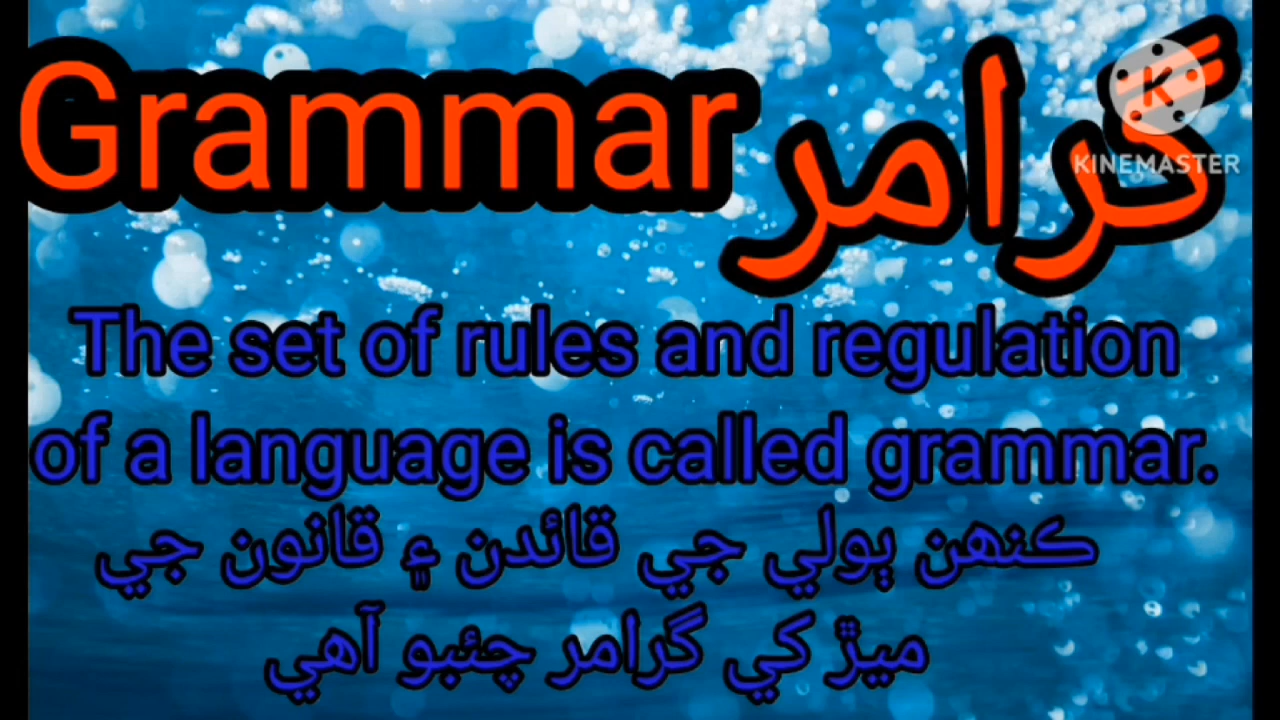 Grammar گرامر
KINEMASTER
The set of rules and regulation
of a language is called grammar.
ڪنهن ٻولي جي قائدن ۽ قانون جي
ميڙ کي گرامر چئبو آهي